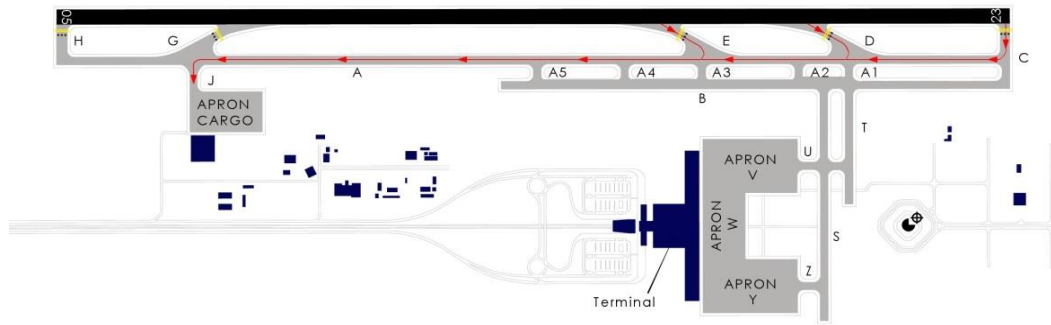 05
23
H
G
E
D
C
A
A5
A4
A3
A2
A1
J
B
APRON
CARGO
T
U
APRON
V
APRON
W
S
Z
APRON
Y
Terminal